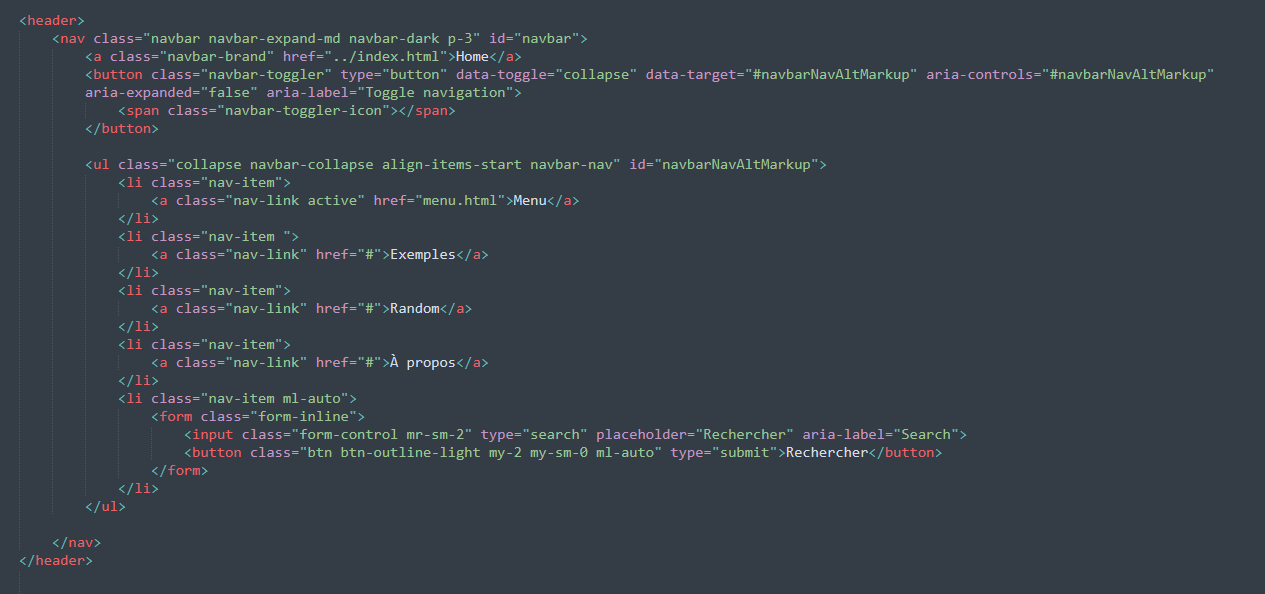 <header>
<nav class="navbar navbar-expand-md navbar-dark p-3" id="navbar">
<a class="navbar-brand" href="../index.html">Home</a>
<button class="navbar-toggler" type="button" data-toggle="collapse" data-target="#navbarNavAltMarkup" aria-controls="#navbarNavAltMarkup"
aria-expanded="false" aria-label="Toggle navigation">
<span class="navbar-toggler-icon"></span>
</button>
<ul class="collapse navbar-collapse align-items-start navbar-nav" id="navbarNavAltMarkup">
<li class="nav-item">
<a class="nav-link active" href="menu.html">Menu</a>
</li>
<li class="nav-item ">
<a class="nav-link" href="#">Exemples</a>
</li>
<li class="nav-item">
<a class="nav-link" href="#">Random</a>
</li>
<li class="nav-item">
<a class="nav-link" href="#">À propos</a>
</li>
<li class="nav-item ml-auto">
<form class="form-inline">
<input class="form-control mr-sm-2" type="search" placeholder="Rechercher" aria-label="Search">
<button class="btn btn-outline-light my-2 my-sm-0 ml-auto" type="submit">Rechercher</button>
</form>
</li>
</ul>
</nav>
</header>